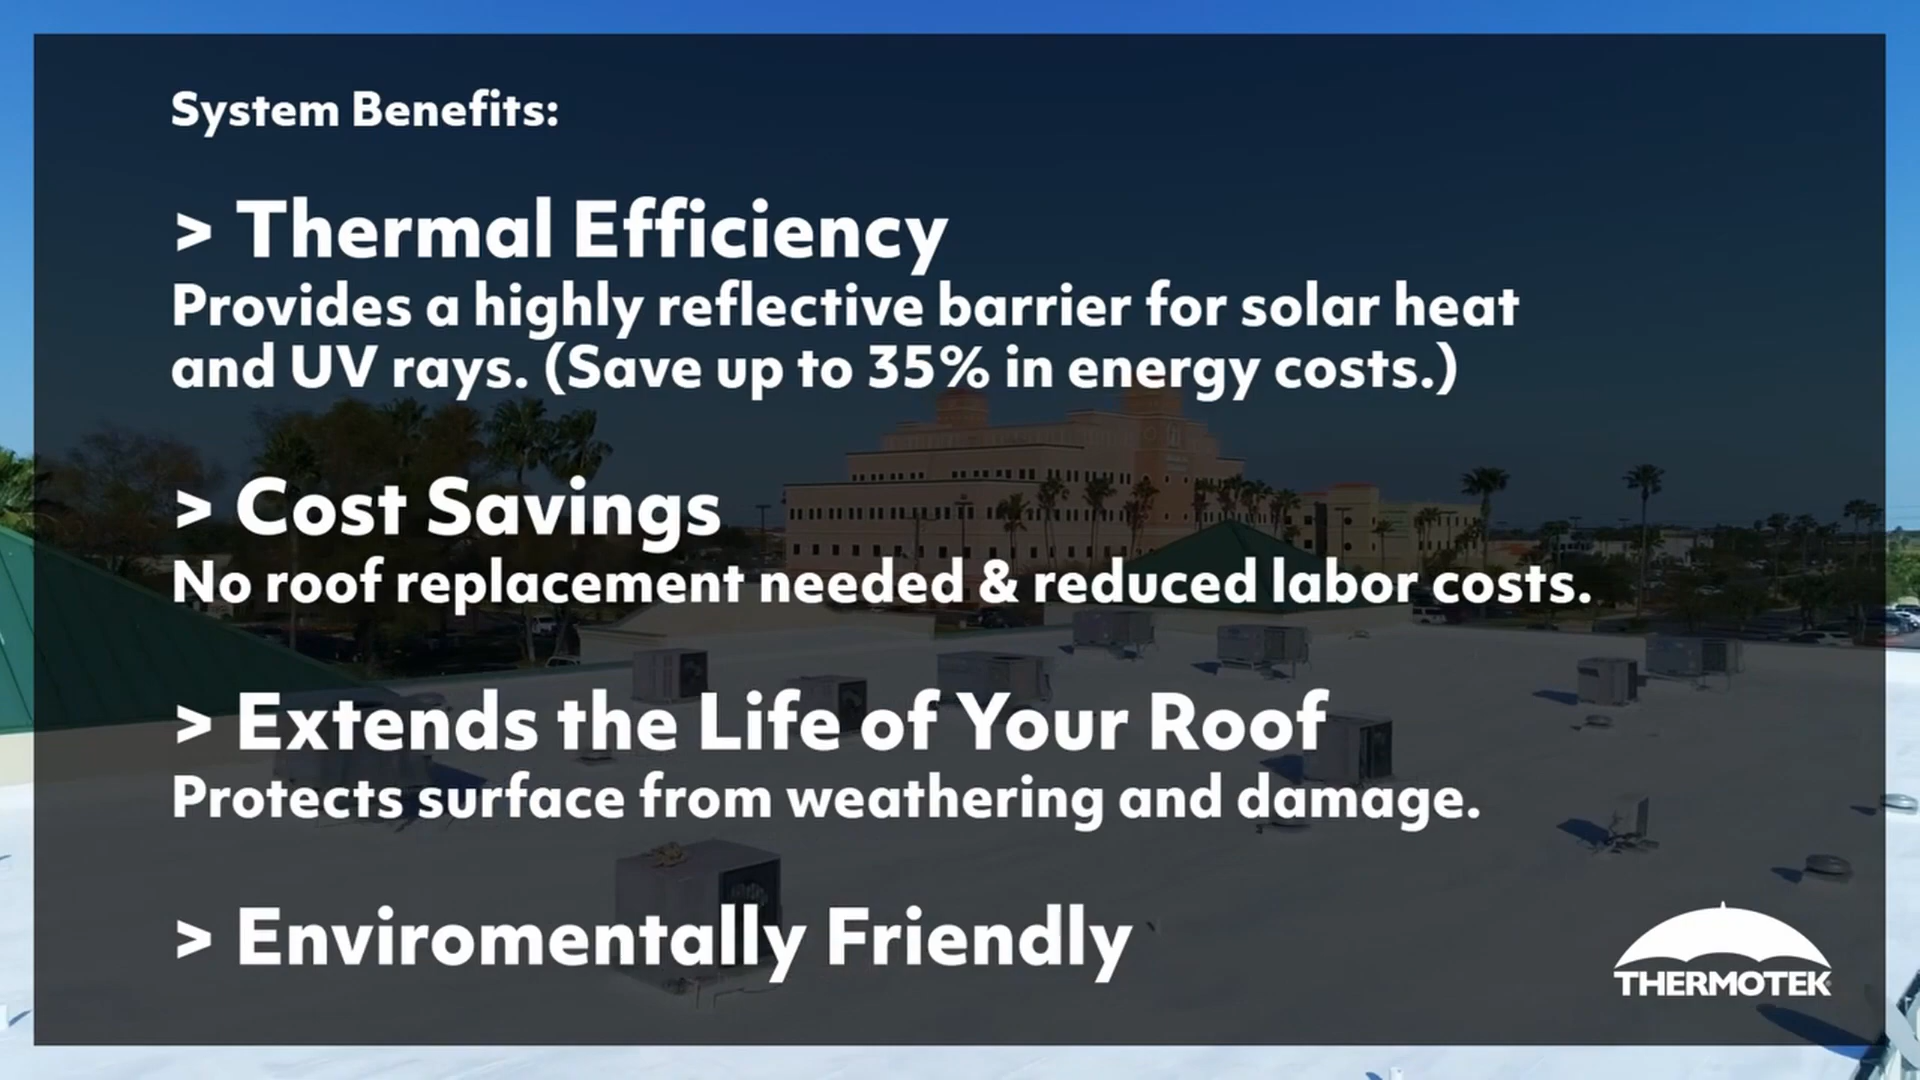 System Benefits:
> Thermal Efficiency
Provides a highly reflective barrier for solar heat
and UV rays. (Save up to 35% in energy costs.)
> Cost Savings
No roof replacement needed & reduced labor costs.
> Extends the Life of Your Roof
Protects surface from weathering and damage.
> Enviromentally Friendly
THERMOTEK